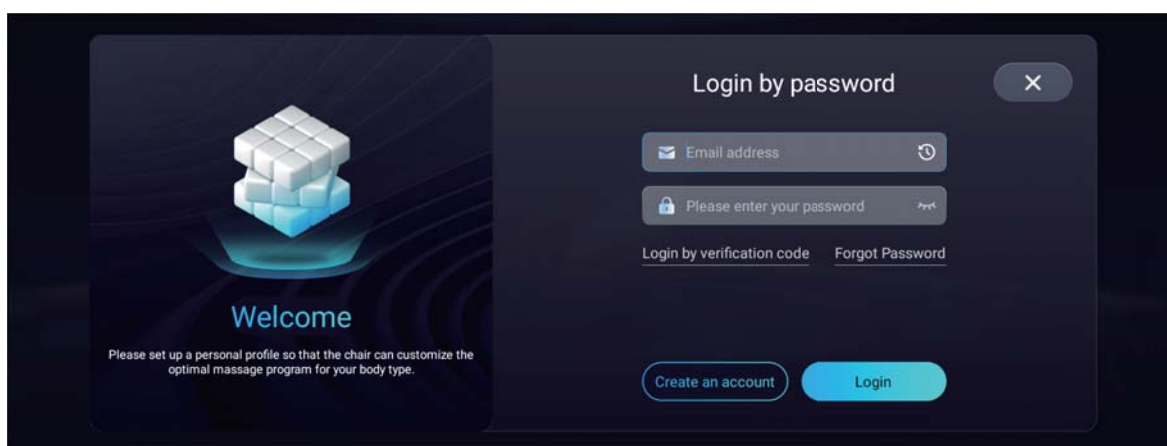 Login by password
Email address
Please enter your password
Login by verification code Forgot Password
Welcome
Please set up a personal profile so that the chair can customize the
optimal massage program for your body type.
Create an account Login